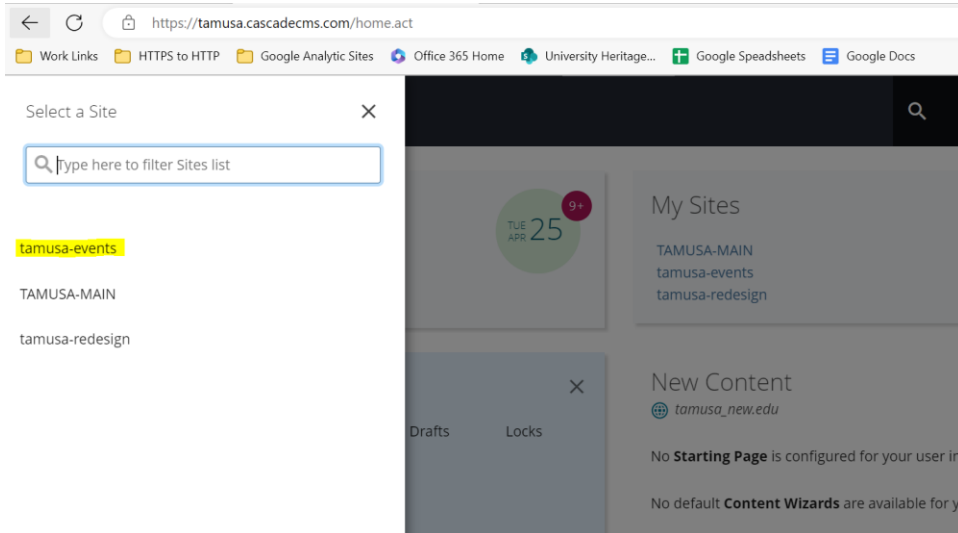 https://tamusa.cascadecms.com/home.act
Work Links HTTPS to HTTP Google Analytic Sites Office 365 Home University Heritage... Google Speadsheets Google Docs
Select a Site
Type here to filter Sites list
tamusa-events
TAMUSA-MAIN
tamusa-redesign
9+
TUE
APR 25
My Sites
TAMUSA-MAIN
tamusa-events
tamusa-redesign
Drafts Locks
New Content
tamusa_new.edu
No Starting Page is configured for your user
No default Content Wizards are available for